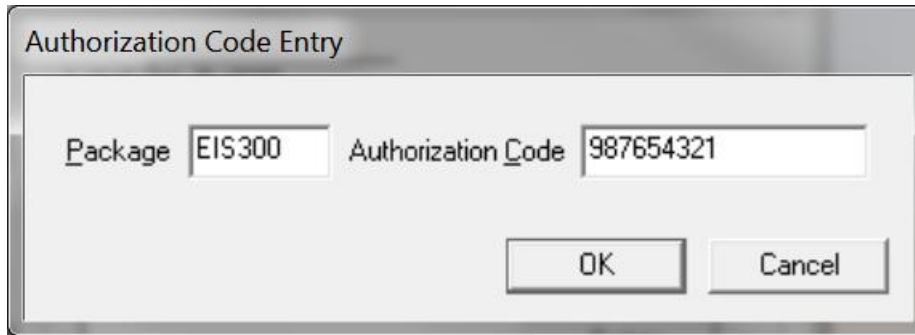 Authorization Code Entry
Package EIS300 Authorization Code 987654321
OK Cancel